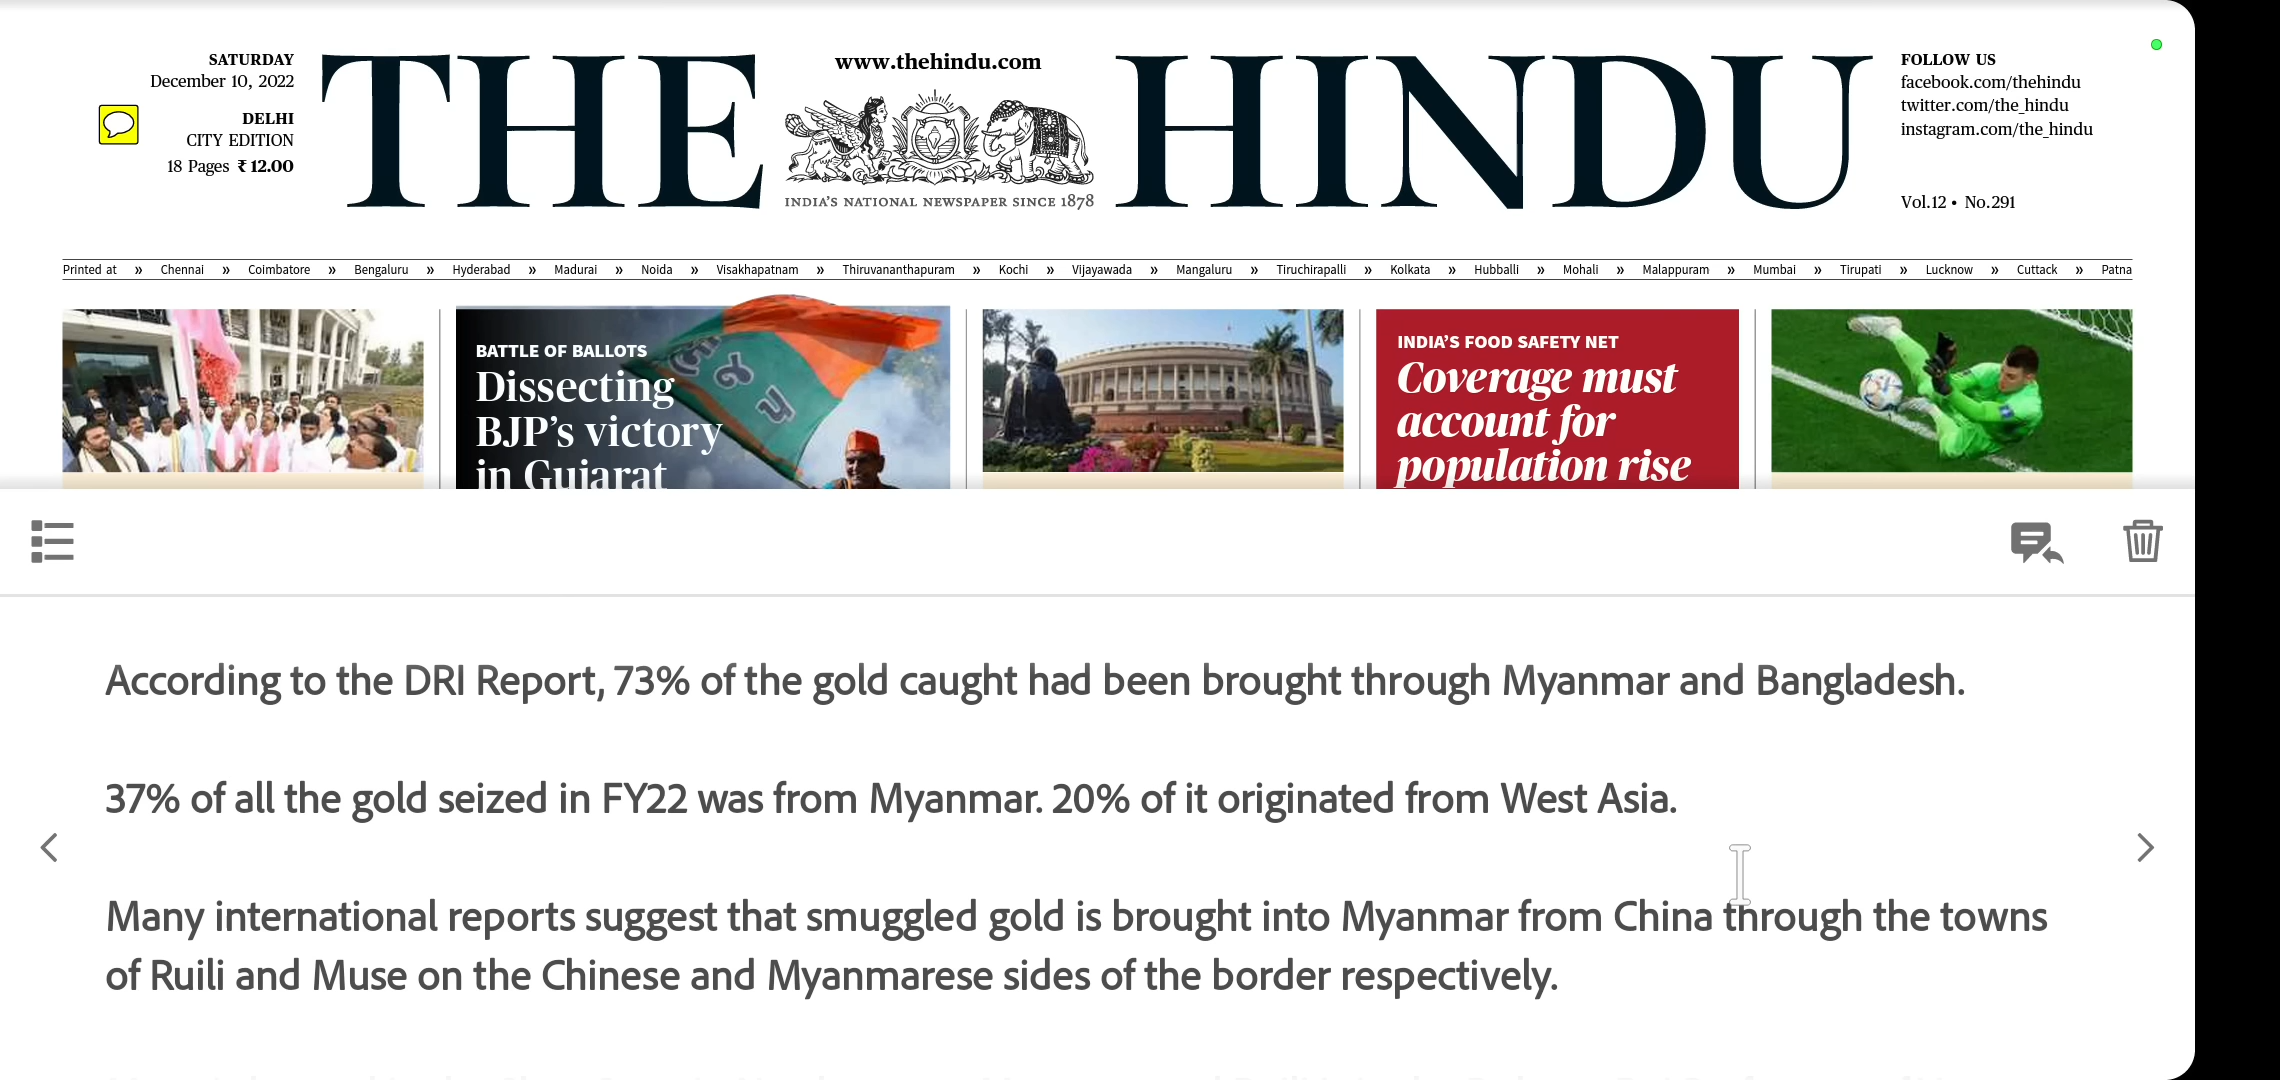 SATURDAY
December 10, 2022
DELHI
CITY EDITION
18 Pages ₹ 12.00
THE HINDU
www.thehindu.com
INDIA'S NATIONAL NEWSPAPER SINCE 1878
FOLLOW US
facebook.com/thehindu
twitter.com/the_hindu
instagram.com/the_hindu
Vol.12 • No.291
Printed at » Chennai » Coimbatore » Bengaluru » Hyderabad » Madurai » Noida » Visakhapatnam » Thiruvananthapuram » Kochi » Vijayawada » Mangaluru » Tiruchirapalli » Kolkata » Hubballi » Mohali » Malappuram » Mumbai » Tirupati » Lucknow » Cuttack » Patna
BATTLE OF BALLOTS
Dissecting
BJP's victory
in Gujarat
INDIA'S FOOD SAFETY NET
Coverage must
account for
population rise
According to the DRI Report, 73% of the gold caught had been brought through Myanmar and Bangladesh.
37% of all the gold seized in FY22 was from Myanmar. 20% of it originated from West Asia.
Many international reports suggest that smuggled gold is brought into Myanmar from China through the towns
of Ruili and Muse on the Chinese and Myanmarese sides of the border respectively.